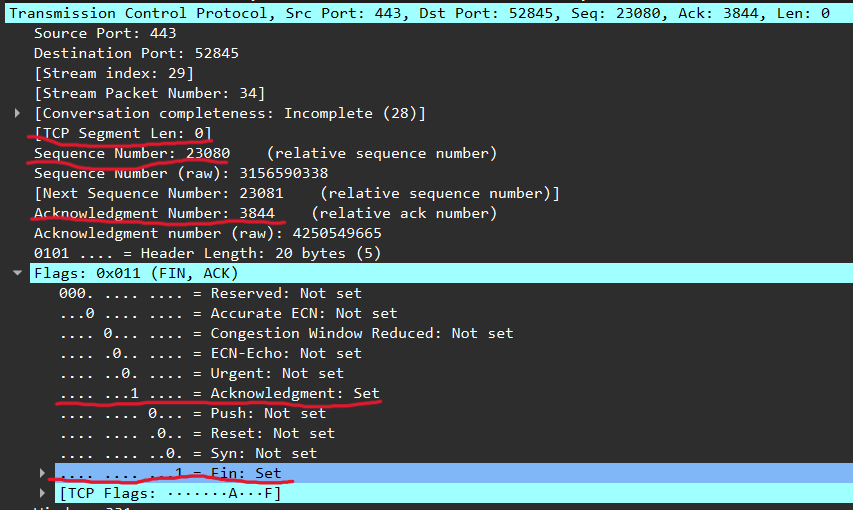 Transmission Control Protocol, Src Port: 443, Dst Port: 52845, Seq: 23080, Ack: 3844, Len: 0
Source Port: 443
Destination Port: 52845
[Stream index: 29]
[Stream Packet Number: 34]
[Conversation completeness: Incomplete (28)]
[TCP Segment Len: 0]
Sequence Number: 23080    (relative sequence number)
Sequence Number (raw): 3156590338
[Next Sequence Number: 23081    (relative sequence number)]
Acknowledgment Number: 3844    (relative ack number)
Acknowledgment number (raw): 4250549665
0101 .... = Header Length: 20 bytes (5)
Flags: 0x011 (FIN, ACK)
000. .... .... = Reserved: Not set
...0 .... .... = Accurate ECN: Not set
.... 0... .... = Congestion Window Reduced: Not set
.... .0.. .... = ECN-Echo: Not set
.... ..0. .... = Urgent: Not set
.... ...1 .... = Acknowledgment: Set
.... .... 0... = Push: Not set
.... .... .0.. = Reset: Not set
.... .... ..0. = Syn: Not set
.... .... ...1 = Fin: Set
[TCP Flags: ·······A···F]